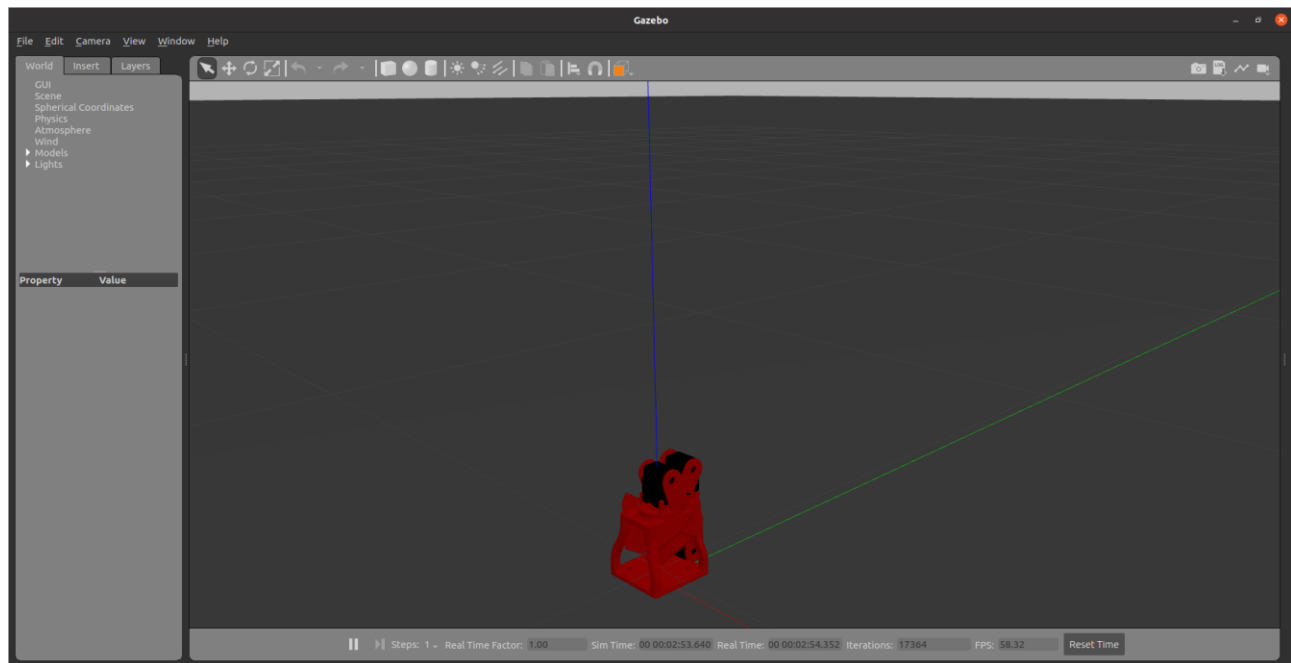 Gazebo
File Edit Camera View Window Help
World Insert Layers
GUI
Scene
Spherical Coordinates
Physics
Atmosphere
Wind
Models
Lights
Property Value
Steps: 1 Real Time Factor: 1.00 Sim Time: 00 00:02:53.640 Real Time: 00 00:02:54.352 Iterations: 17364 FPS: 58.32 Reset Time